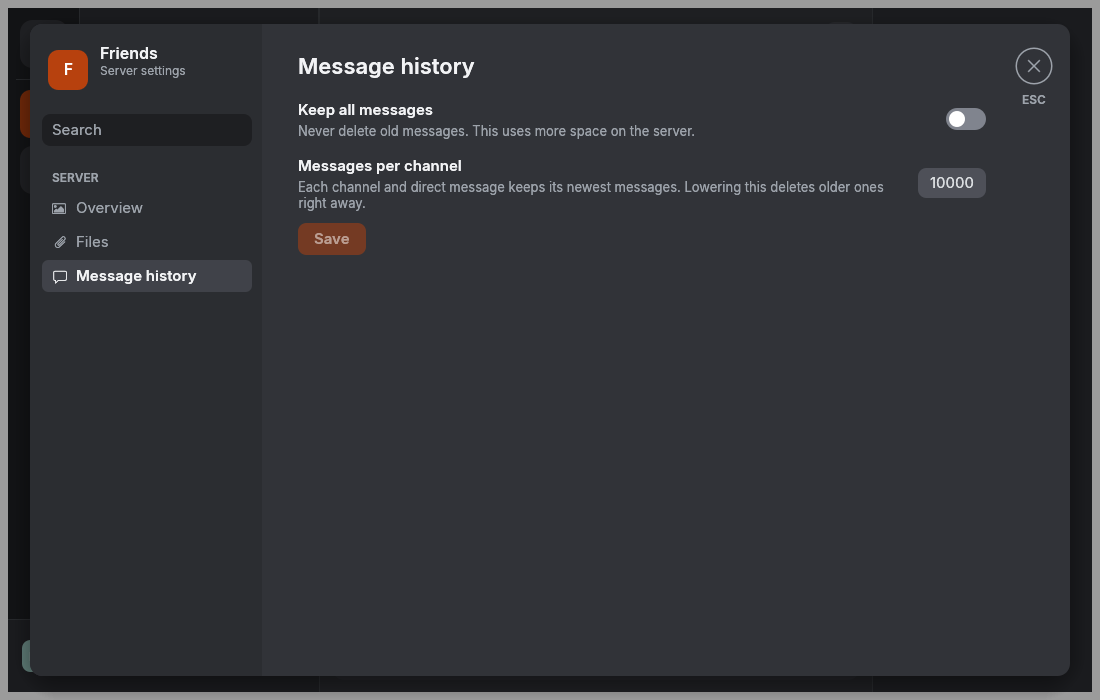 F
Friends
Server settings
Search
SERVER
Overview
Files
Message history
Message history
ESC
Keep all messages
Never delete old messages. This uses more space on the server.
Messages per channel
Each channel and direct message keeps its newest messages. Lowering this deletes older ones
right away.
10000
Save